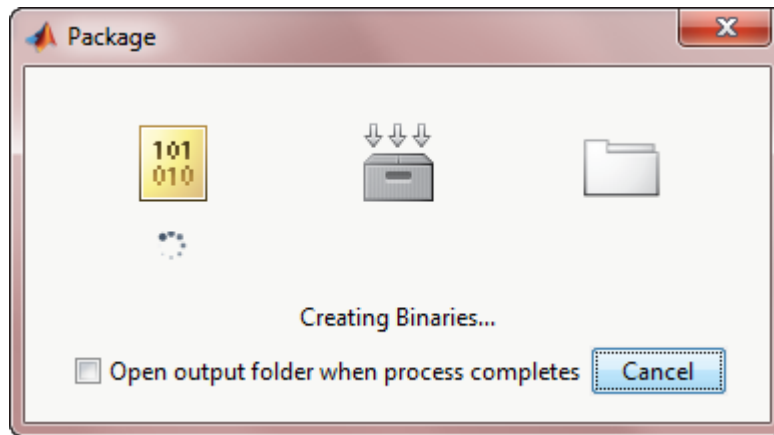 Package
101
010
Creating Binaries...
Open output folder when process completes
Cancel